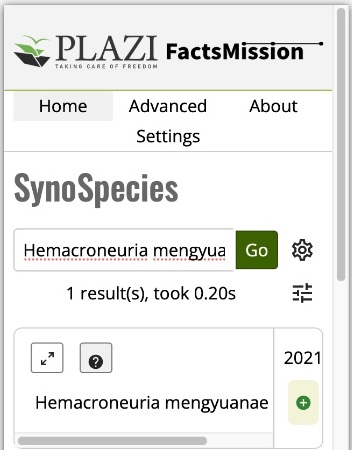 PLAZI FactsMission
TAKING CARE OF FREEDOM
Home Advanced About
Settings
SynoSpecies
Hemacroneuria mengyua Go
1 result(s), took 0.20s
2021
Hemacroneuria mengyuanae